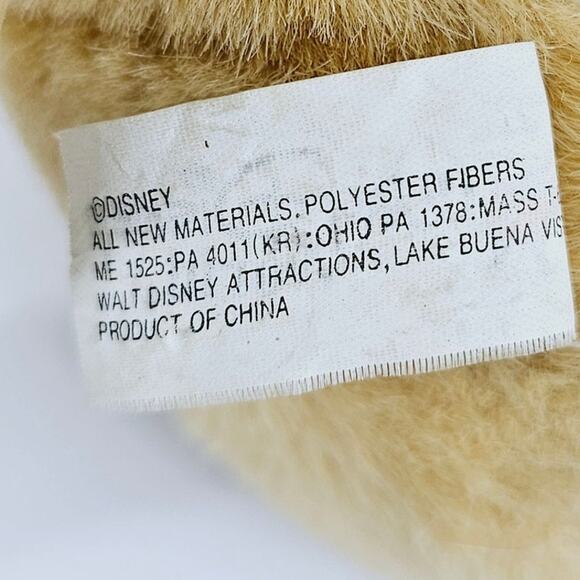 ©DISNEY
ALL NEW MATERIALS. POLYESTER FIBERS
ME 1525:PA 4011(KR):OHIO PA 1378:MASS T-
WALT DISNEY ATTRACTIONS, LAKE BUENA VIS
PRODUCT OF CHINA